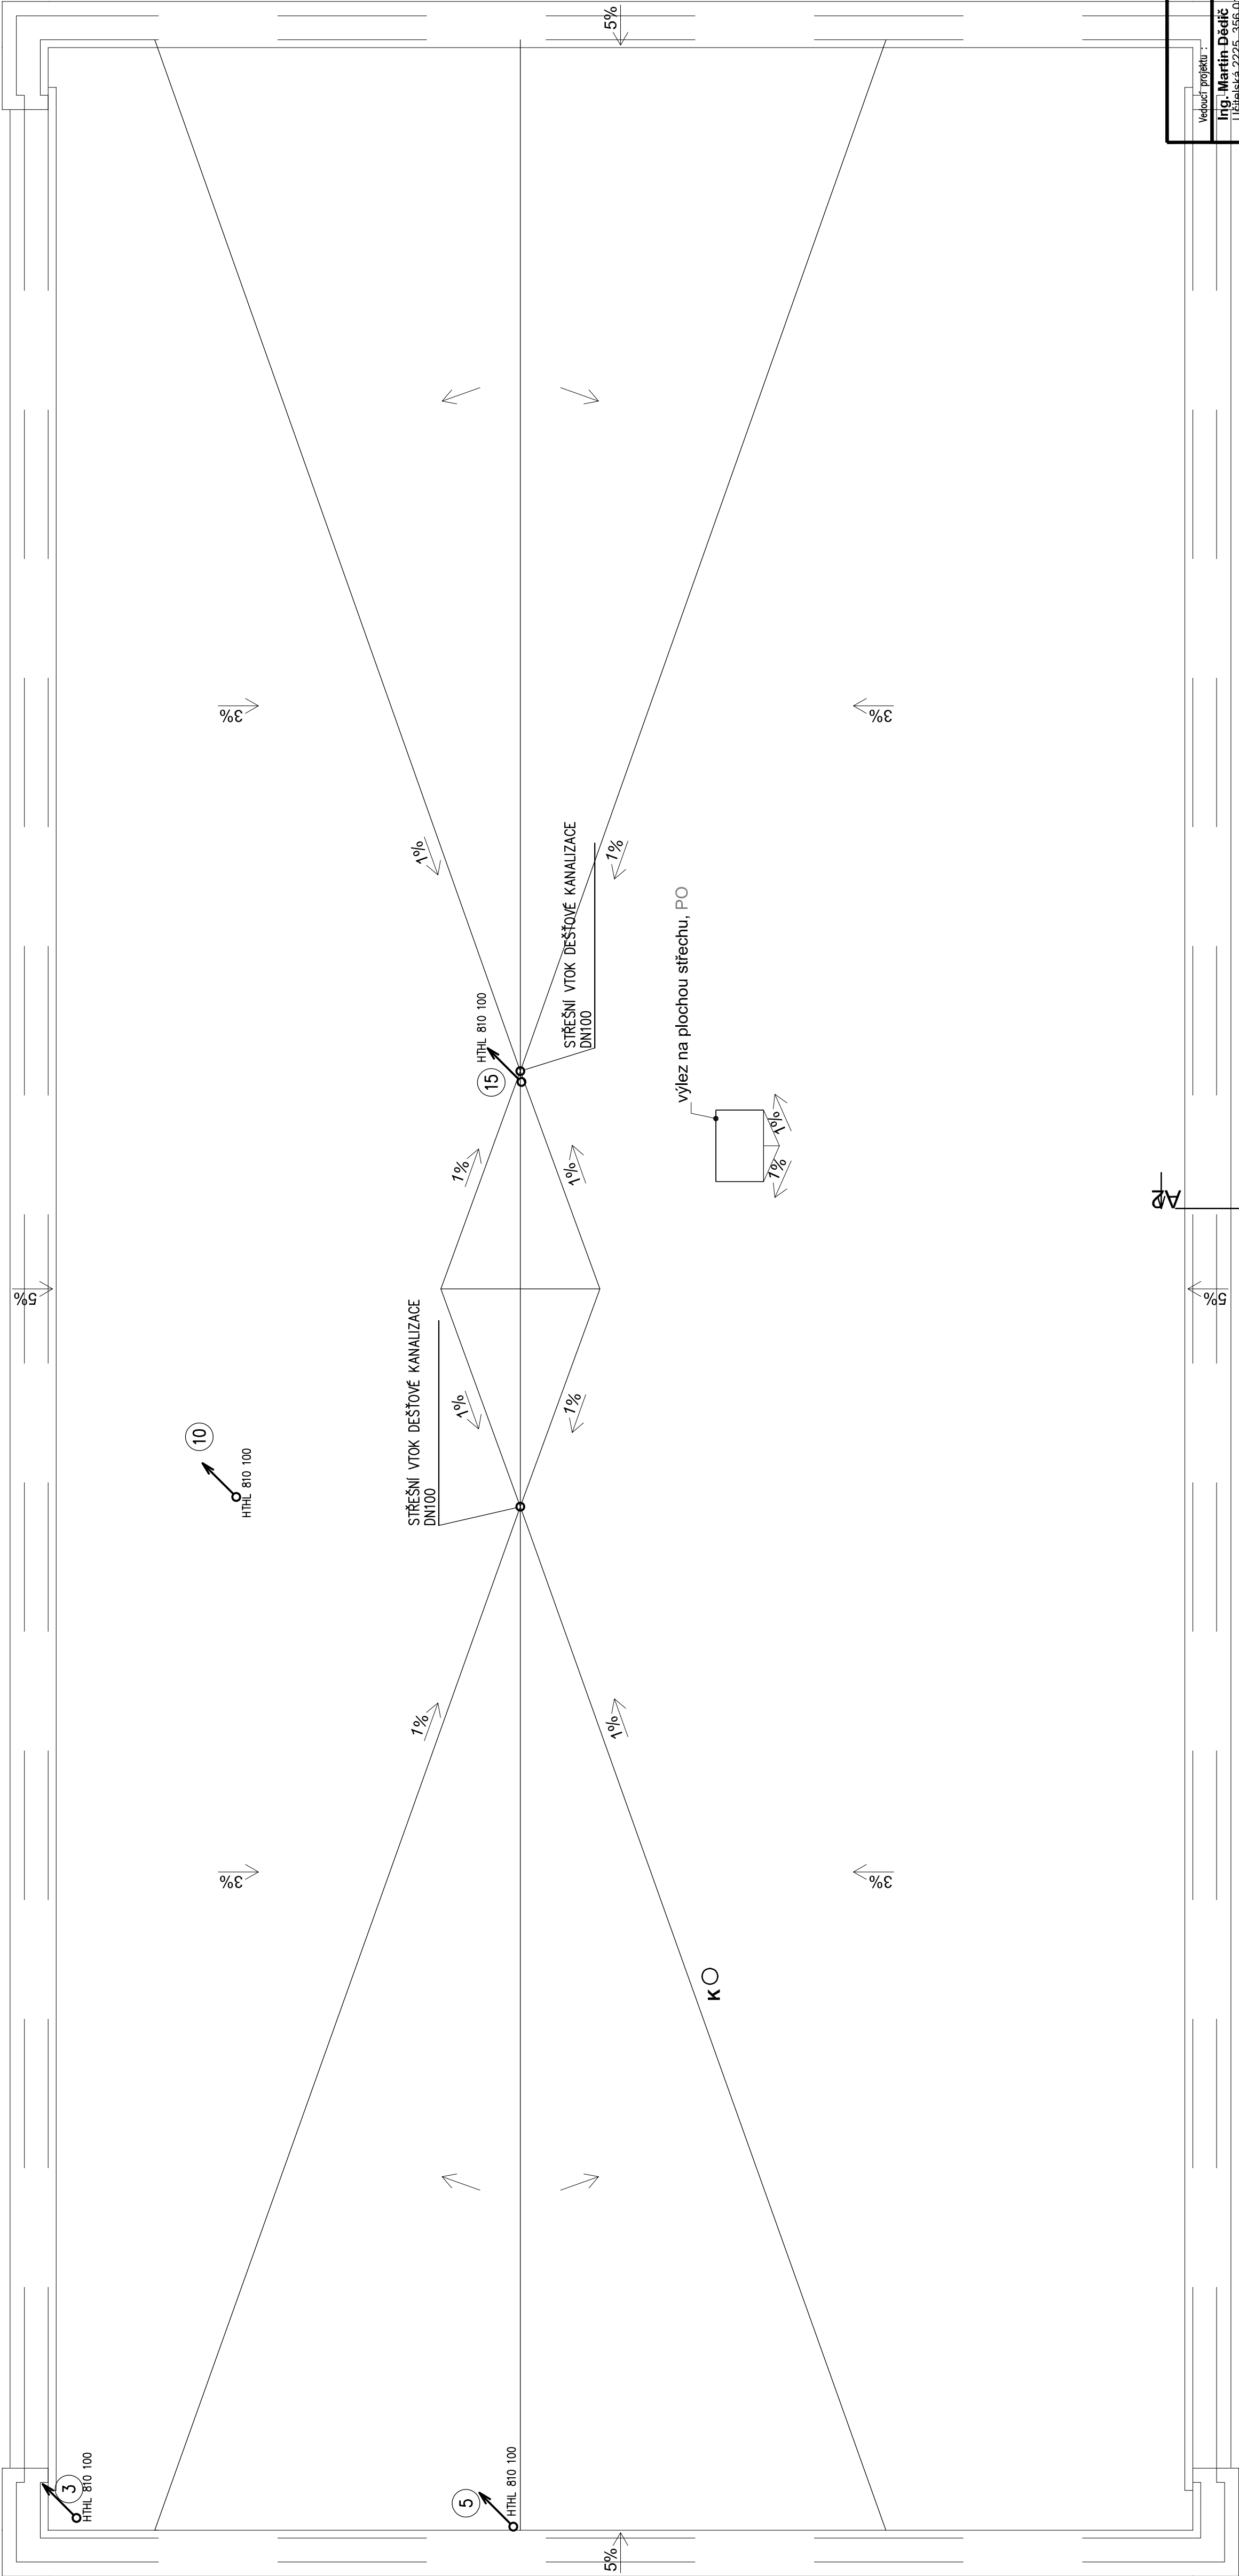 5%
Vedoucí projektu :
Ing. Martin Dědič
3%
3%
1%
1%
STŘEŠNÍ VTOK DEŠŤOVÉ KANALIZACE
DN100
HTHL 810 100
15
výlez na plochou střechu, PO
1%
1%
1%
1%
A2
5%
5%
STŘEŠNÍ VTOK DEŠŤOVÉ KANALIZACE
DN100
1%
1%
10
HTHL 810 100
1%
1%
3%
3%
K
3
HTHL 810 100
5
HTHL 810 100
5%